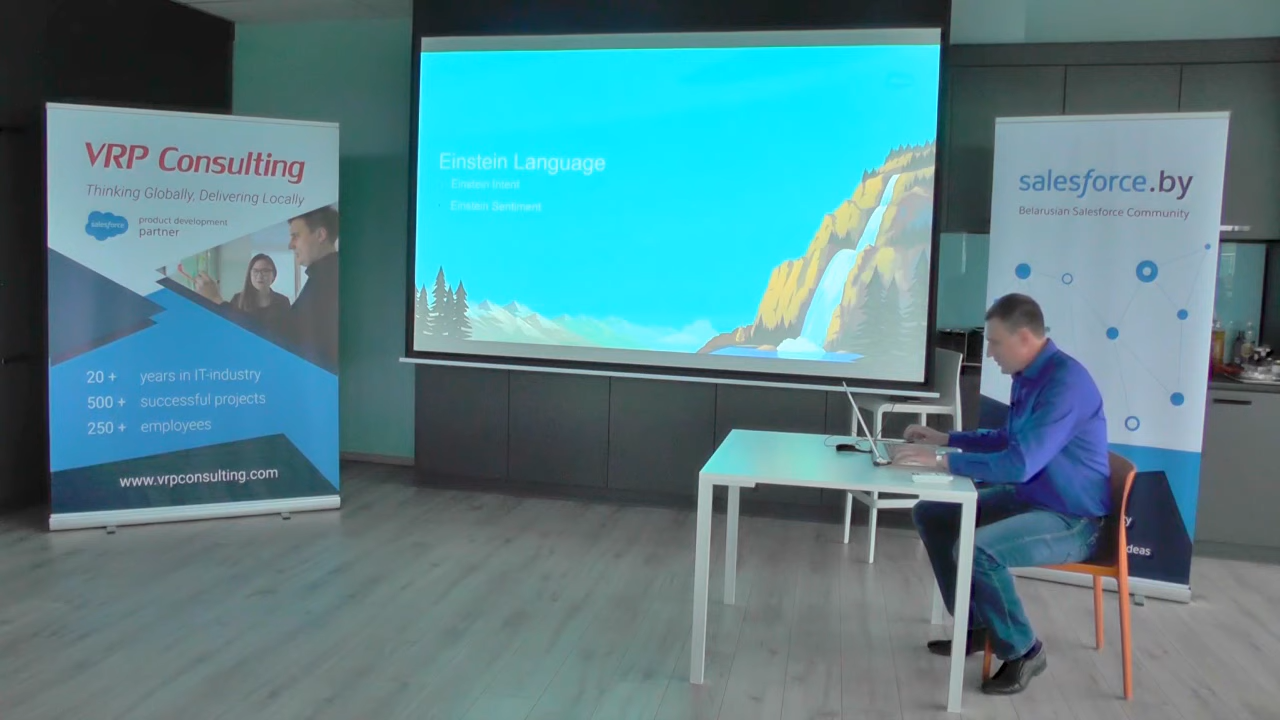 VRP Consulting
Thinking Globally, Delivering Locally
salesforce
product development
partner
20 + years in IT-industry
500 + successful projects
250 + employees
www.vrpconsulting.com
Einstein Language
Einstein Intent
Einstein Sentiment
salesforce.by
Belarusian Salesforce Community
deas